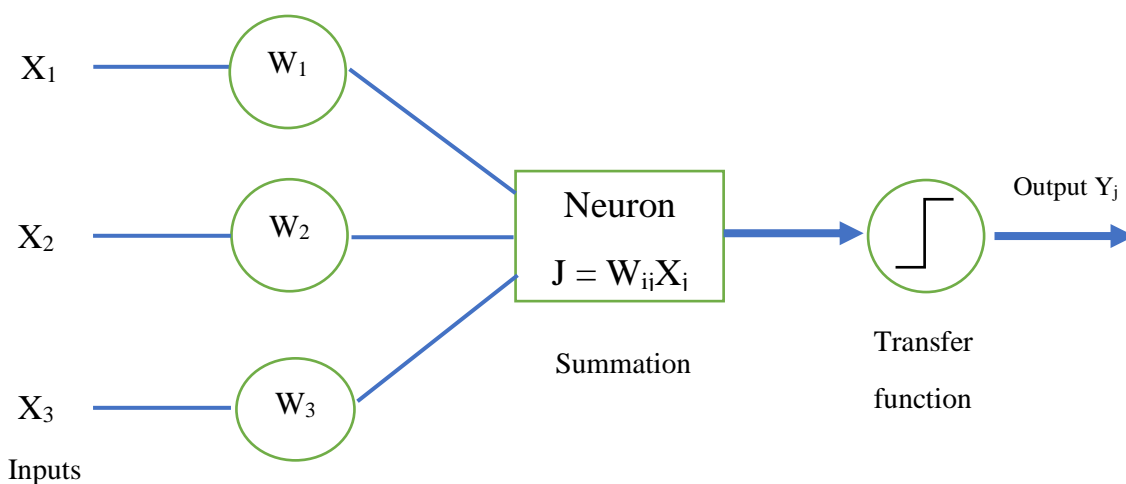 X₁
W₁
X₂
W₂
X₃
W₃
Inputs
Neuron
J = WᵢⱼXⱼ
Summation
Transfer
function
Output Yⱼ